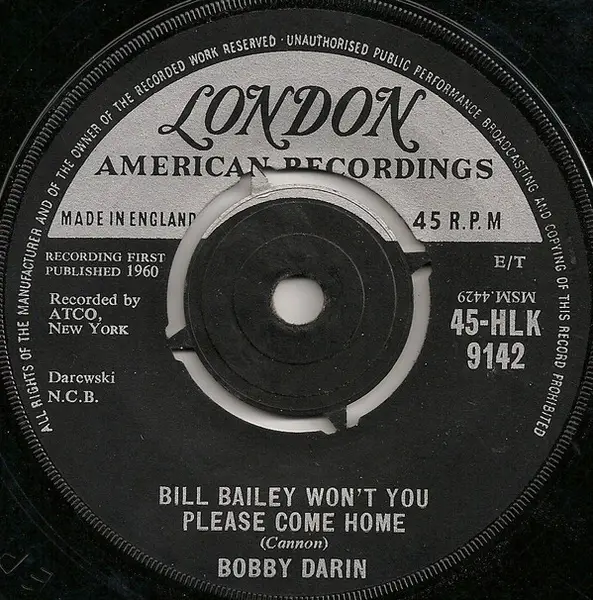 ALL RIGHTS OF THE MANUFACTURER AND OF THE OWNER OF THE RECORDED WORK RESERVED · UNAUTHORISED PUBLIC PERFORMANCE BROADCASTING AND COPYING OF THIS RECORD PROHIBITED
LONDON
AMERICAN RECORDINGS
MADE IN ENGLAND
45 R.P.M
RECORDING FIRST
PUBLISHED 1960
E/T
Recorded by
ATCO,
NEW YORK
MSM.4429
45-HLK
9142
Darewski
N.C.B.
BILL BAILEY WON'T YOU
PLEASE COME HOME
(Cannon)
BOBBY DARIN